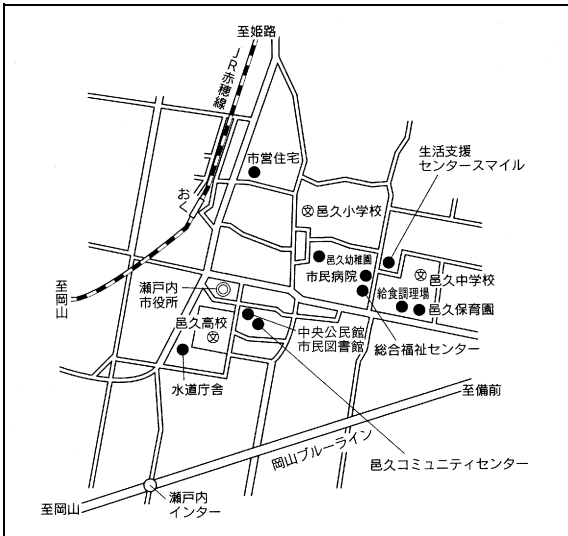 至姫路
JR赤穂線
市営住宅
生活支援
センタースマイル
文
邑久小学校
おく
邑久幼稚園
市民病院
文
邑久中学校
至岡山
瀬戸内
市役所
給食調理場
邑久保育園
邑久高校
文
中央公民館
市民図書館
総合福祉センター
水道庁舎
至備前
岡山ブルーライン
邑久コミュニティセンター
至岡山
瀬戸内
インター